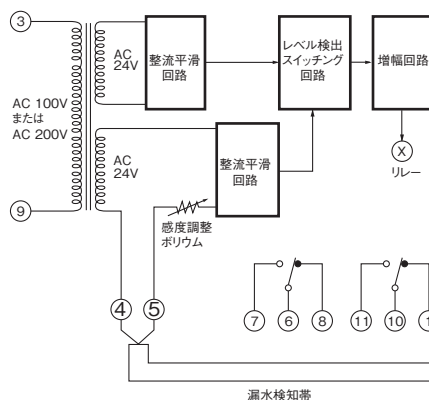 ③
AC 100V
または
AC 200V
⑨
AC
24V
整流平滑
回路
レベル検出
スイッチング
回路
増幅回路
X
リレー
AC
24V
整流平滑
回路
感度調整
ボリウム
④
⑤
⑦
⑥
⑧
⑪
⑩
漏水検知帯